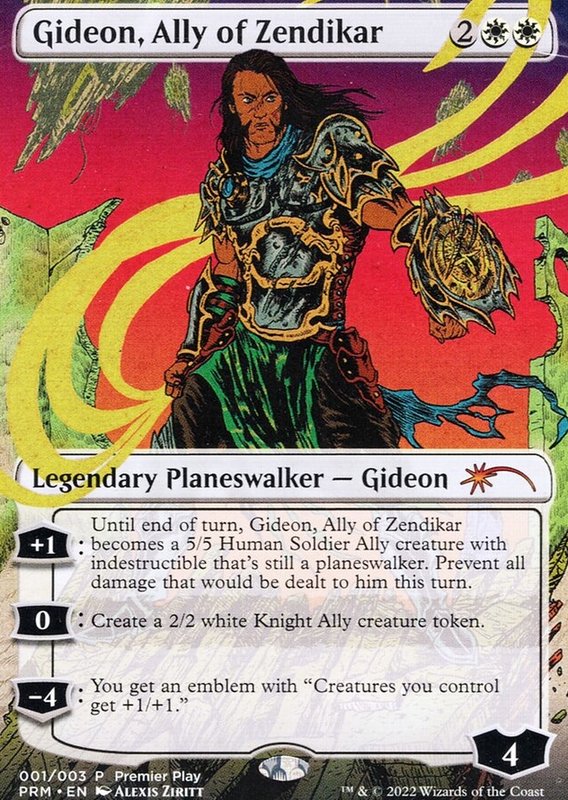 Gideon, Ally of Zendikar 2
Legendary Planeswalker — Gideon
+1: Until end of turn, Gideon, Ally of Zendikar
becomes a 5/5 Human Soldier Ally creature with
indestructible that's still a planeswalker. Prevent all
damage that would be dealt to him this turn.
0: Create a 2/2 white Knight Ally creature token.
−4: You get an emblem with “Creatures you control
get +1/+1.”
4
001/003 P Premier Play
PRM • EN ALEXIS ZIRITT
™ & © 2022 Wizards of the Coast